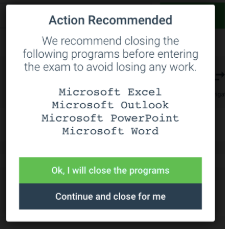 Action Recommended
We recommend closing the
following programs before entering
the exam to avoid losing any work.
Microsoft Excel
Microsoft Outlook
Microsoft PowerPoint
Microsoft Word
Ok, I will close the programs
Continue and close for me